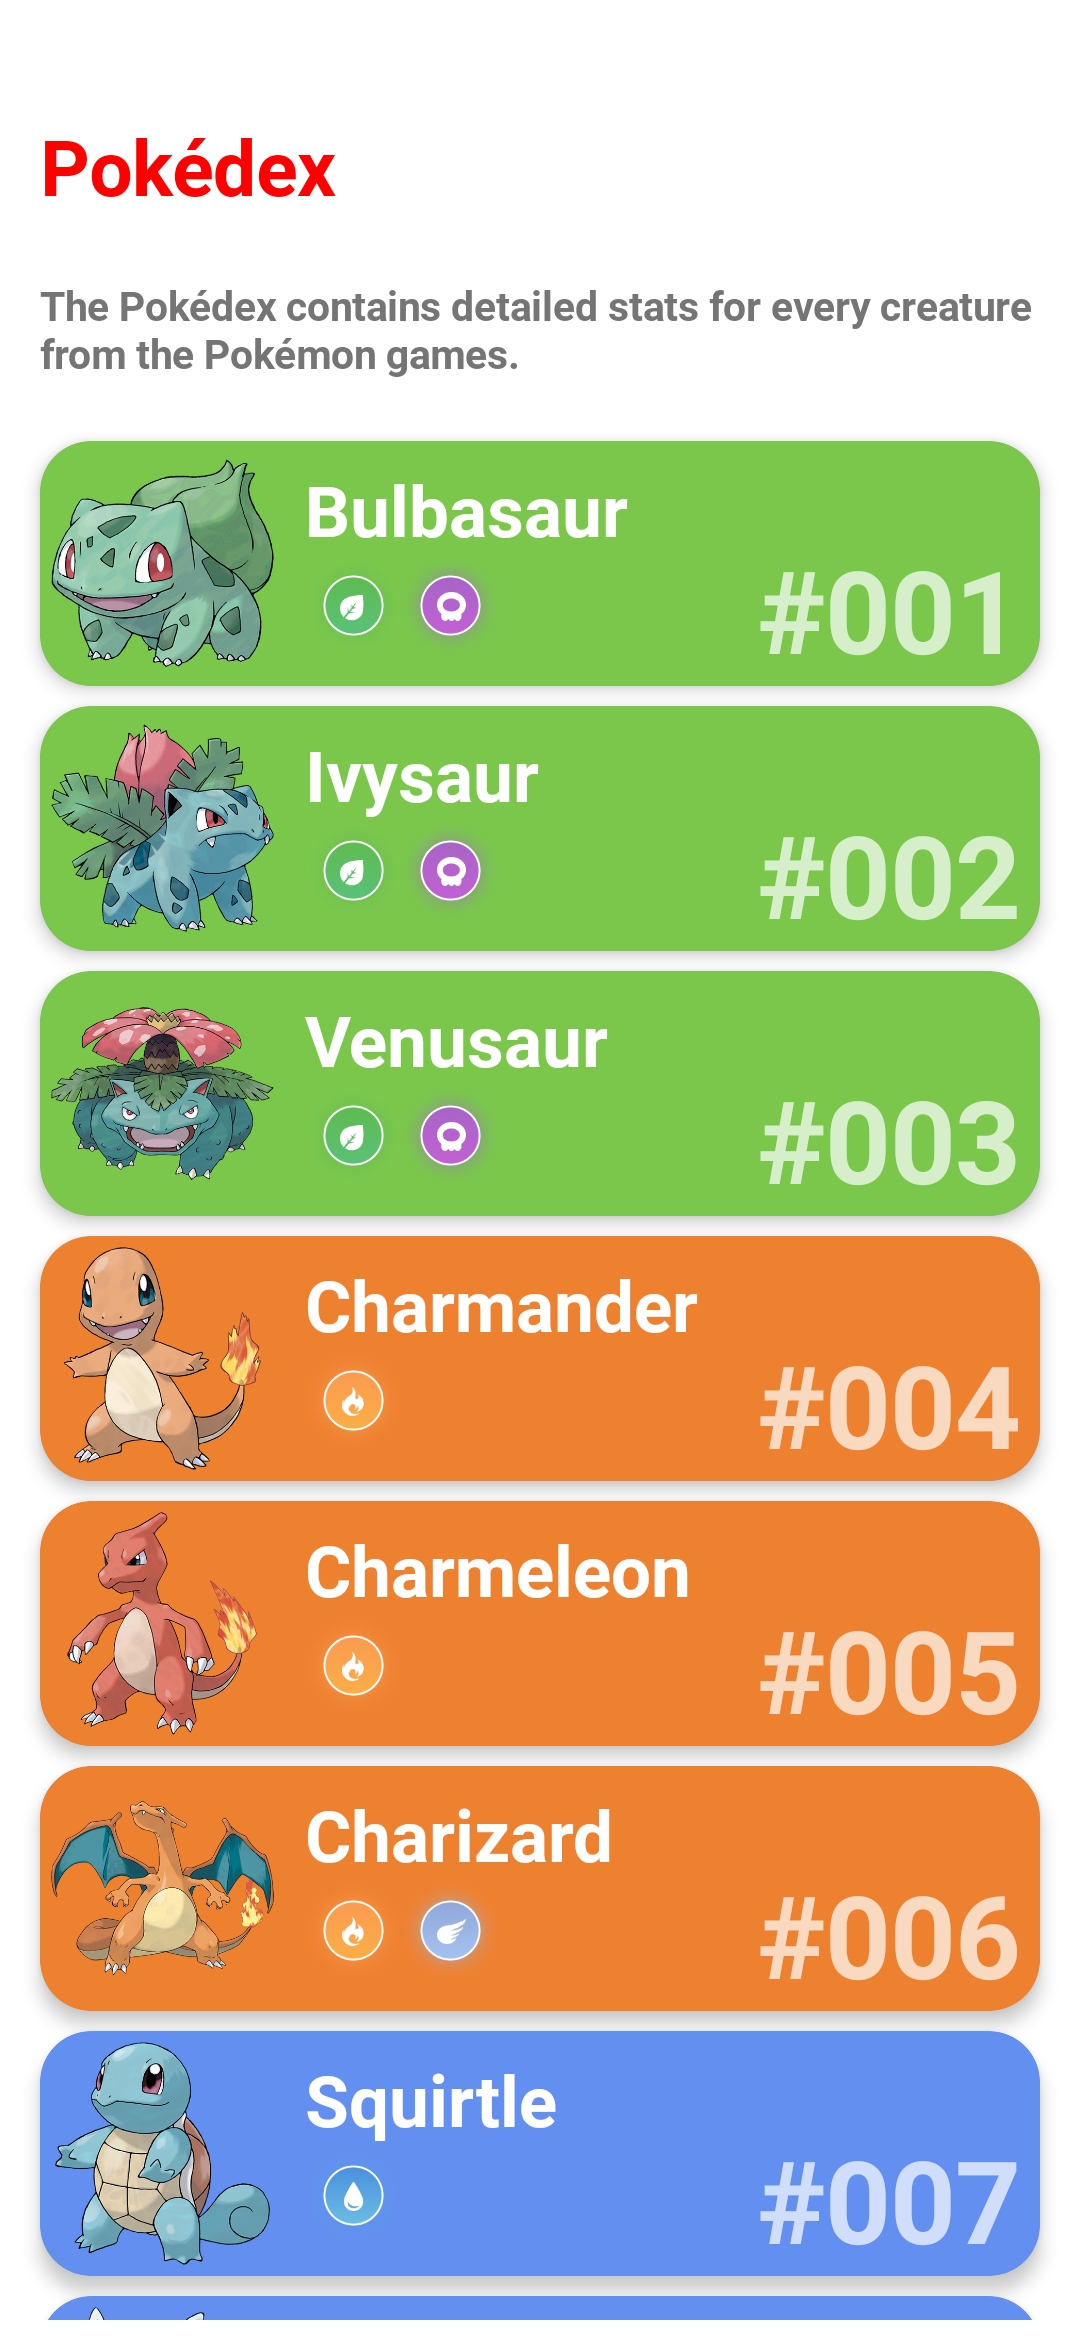 Pokédex
The Pokédex contains detailed stats for every creature
from the Pokémon games.
Bulbasaur
#001
Ivysaur
#002
Venusaur
#003
Charmander
#004
Charmeleon
#005
Charizard
#006
Squirtle
#007